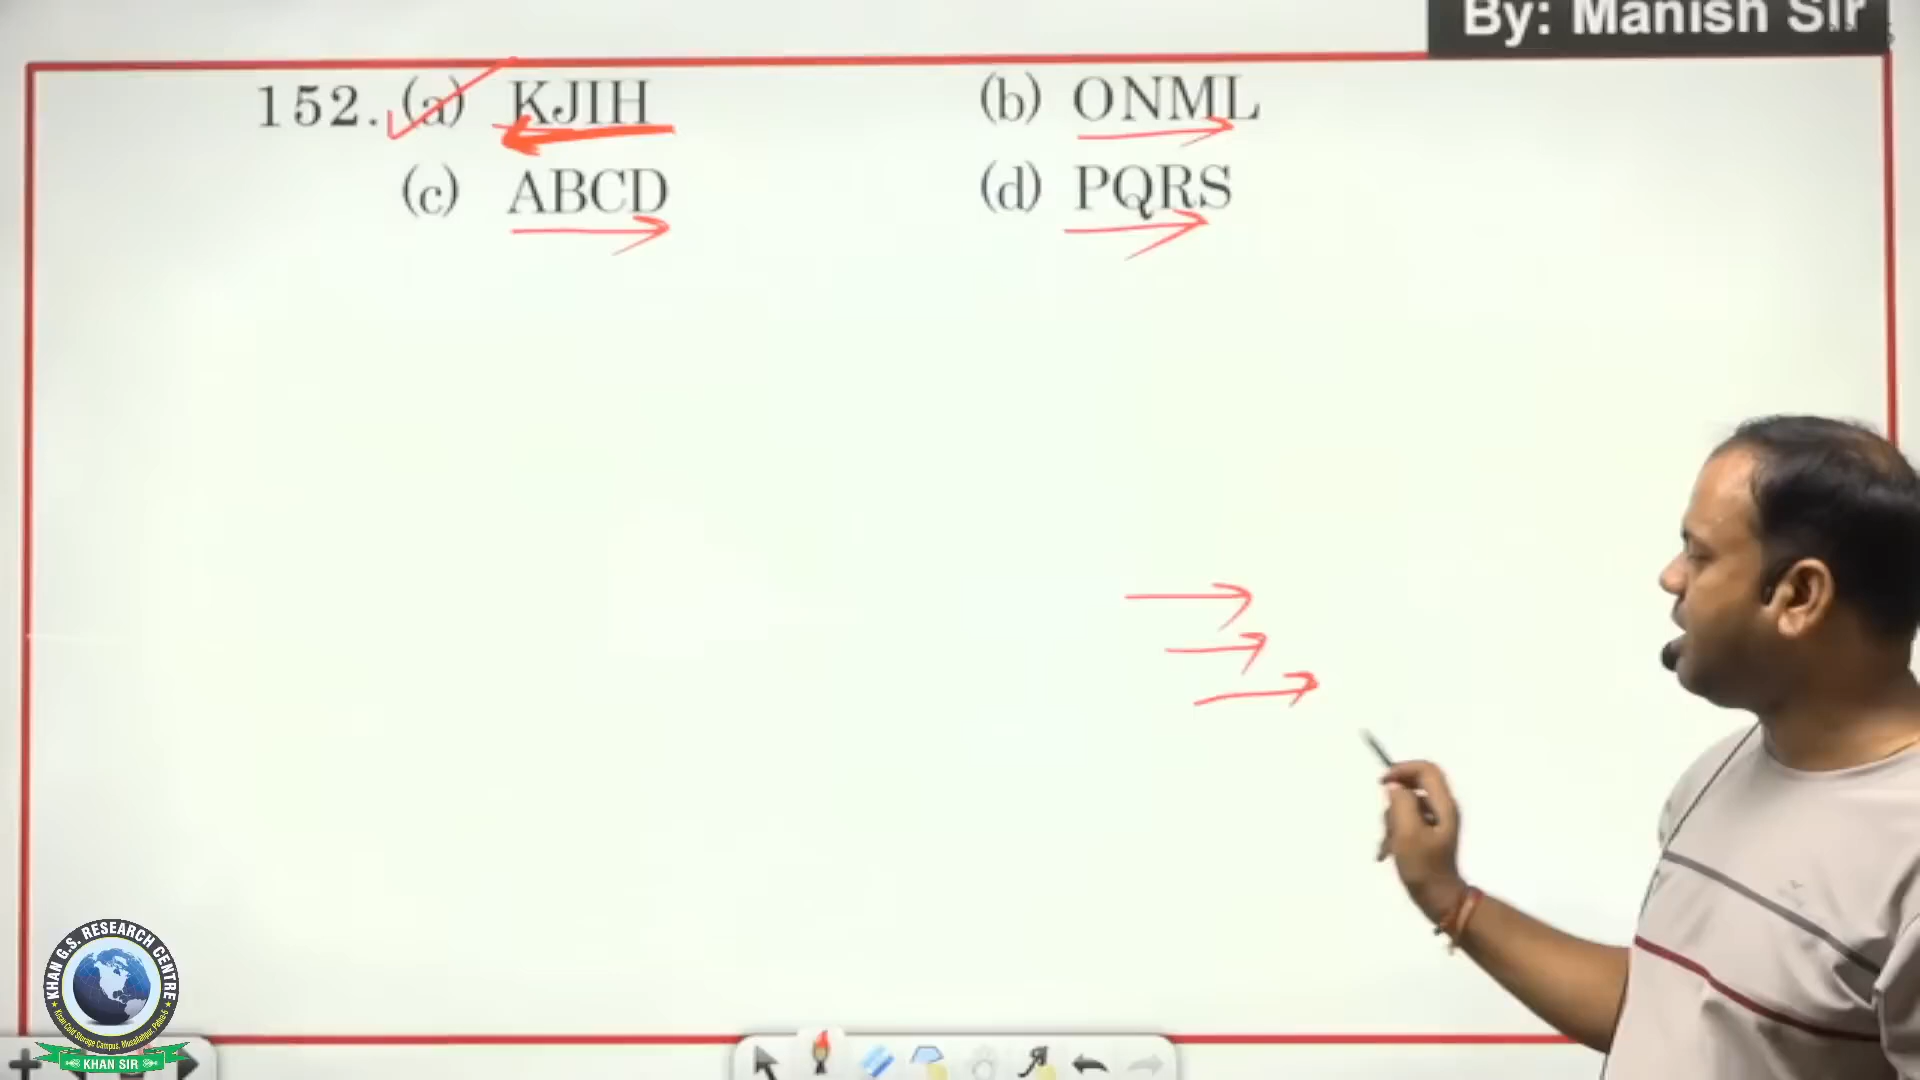 By: Manish Sir
152. (a) KJIH (b) ONML
(c) ABCD (d) PQRS
KHAN G.S. RESEARCH CENTRE
KHAN SIR